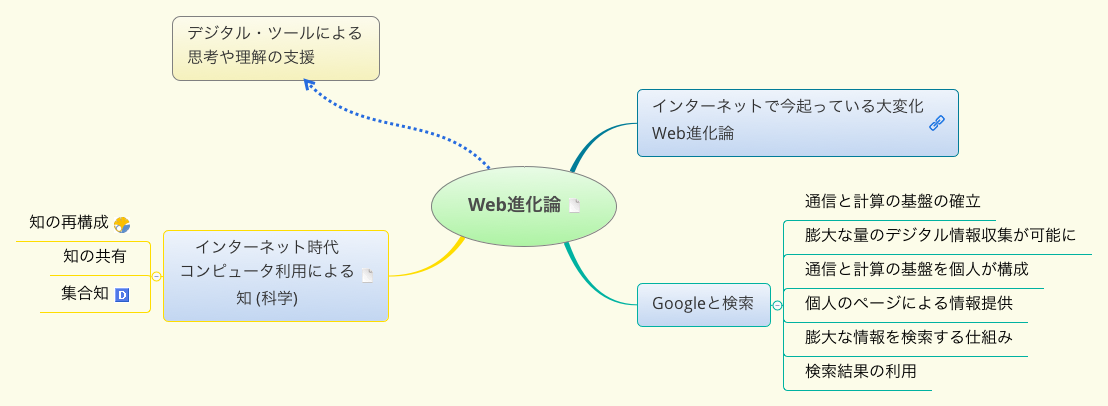 デジタル・ツールによる
思考や理解の支援
インターネットで今起っている大変化
Web進化論
Web進化論
知の再構成
知の共有
集合知 D
インターネット時代
コンピュータ利用による
知 (科学)
Googleと検索
通信と計算の基盤の確立
膨大な量のデジタル情報収集が可能に
通信と計算の基盤を個人が構成
個人のページによる情報提供
膨大な情報を検索する仕組み
検索結果の利用